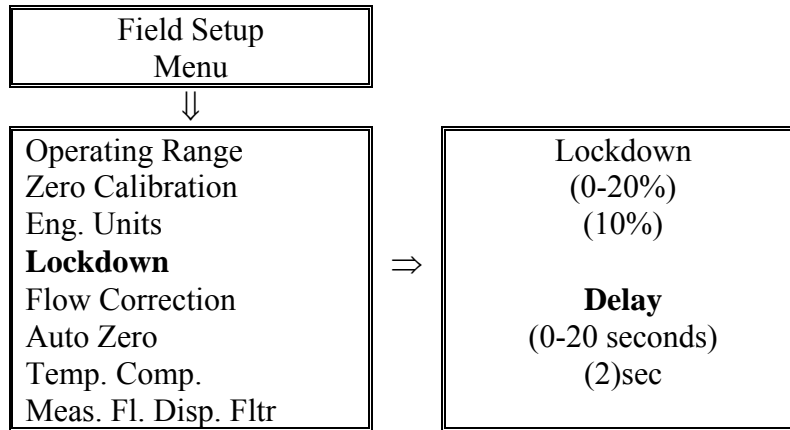 Field Setup
Menu
⇓
Operating Range
Zero Calibration
Eng. Units
Lockdown
Flow Correction
Auto Zero
Temp. Comp.
Meas. Fl. Disp. Fltr
⇒
Lockdown
(0-20%)
(10%)
Delay
(0-20 seconds)
(2)sec